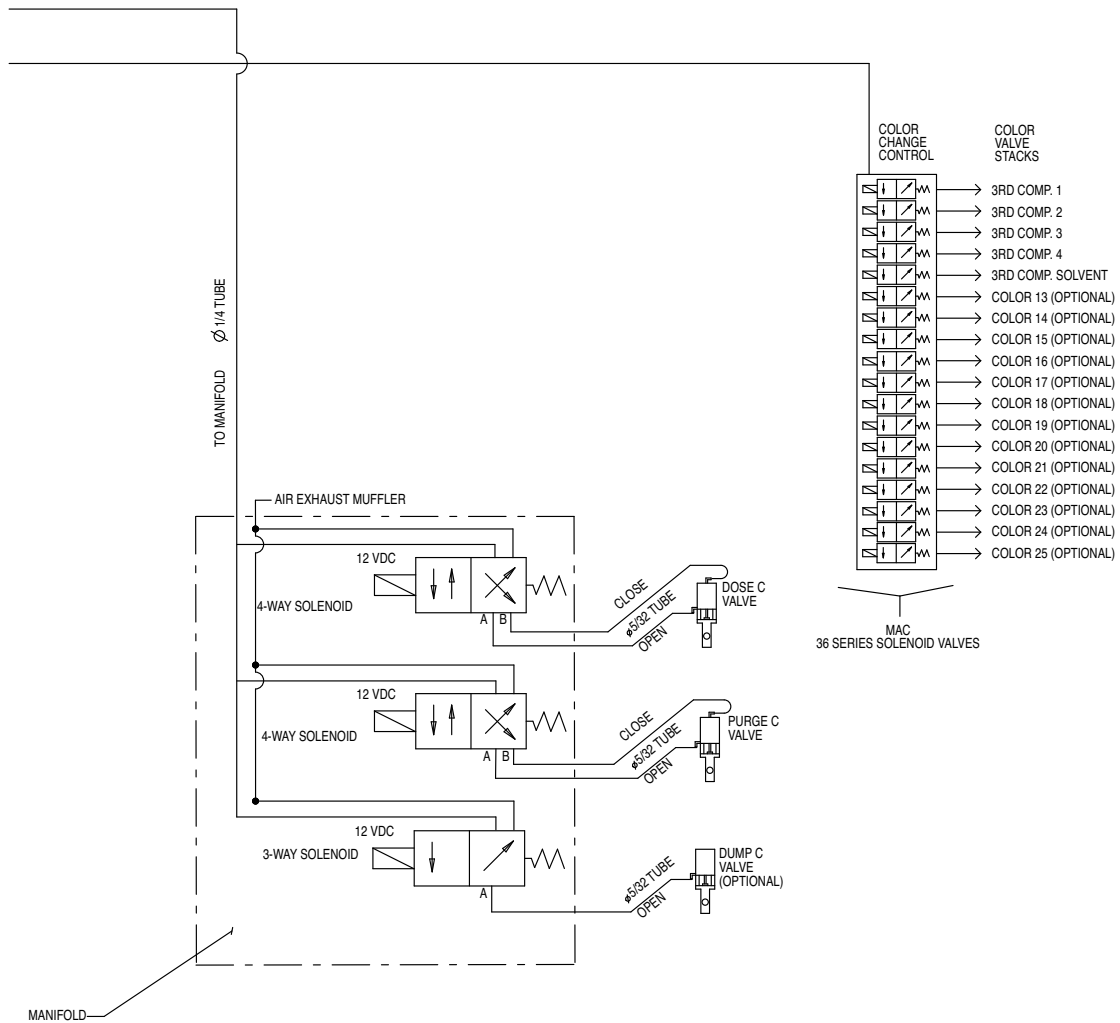 COLOR
CHANGE
CONTROL
COLOR
VALVE
STACKS
3RD COMP. 1
3RD COMP. 2
3RD COMP. 3
3RD COMP. 4
3RD COMP. SOLVENT
COLOR 13 (OPTIONAL)
COLOR 14 (OPTIONAL)
COLOR 15 (OPTIONAL)
COLOR 16 (OPTIONAL)
COLOR 17 (OPTIONAL)
COLOR 18 (OPTIONAL)
COLOR 19 (OPTIONAL)
COLOR 20 (OPTIONAL)
COLOR 21 (OPTIONAL)
COLOR 22 (OPTIONAL)
COLOR 23 (OPTIONAL)
COLOR 24 (OPTIONAL)
COLOR 25 (OPTIONAL)
MAC
36 SERIES SOLENOID VALVES
TO MANIFOLD Ø 1/4 TUBE
AIR EXHAUST MUFFLER
12 VDC
4-WAY SOLENOID
A B
CLOSE
ø5/32 TUBE
OPEN
DOSE C
VALVE
12 VDC
4-WAY SOLENOID
A B
CLOSE
ø5/32 TUBE
OPEN
PURGE C
VALVE
12 VDC
3-WAY SOLENOID
A
ø5/32 TUBE
OPEN
DUMP C
VALVE
(OPTIONAL)
MANIFOLD